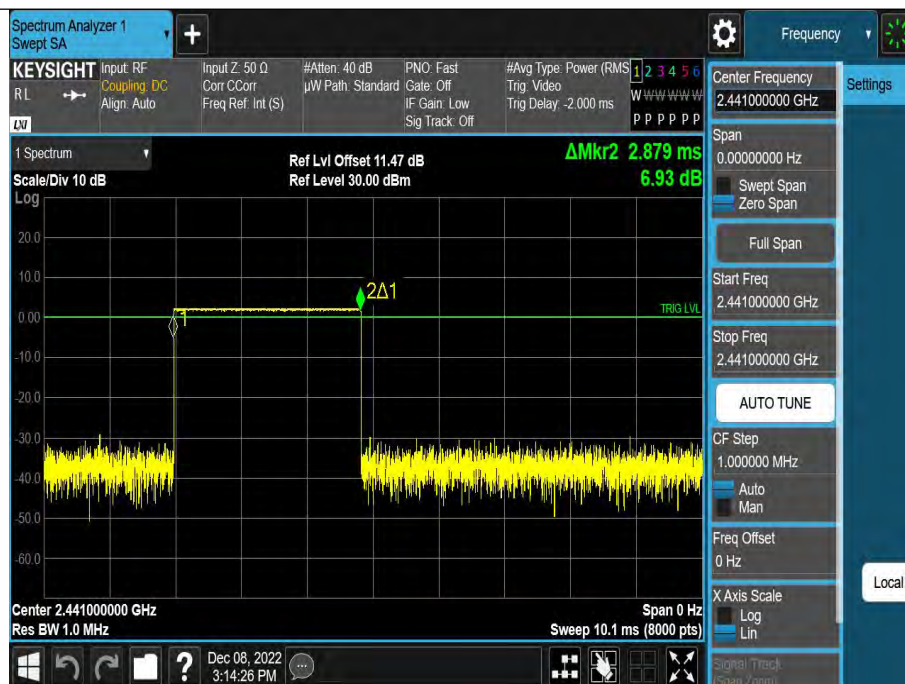 Spectrum Analyzer 1
Swept SA
Frequency
KEYSIGHT
R L
LXI
Input: RF
Coupling: DC
Align: Auto
Input Z: 50 Ω
Corr CCorr
Freq Ref: Int (S)
#Atten: 40 dB
µW Path: Standard
PNO: Fast
Gate: Off
IF Gain: Low
Sig Track: Off
#Avg Type: Power (RMS
Trig: Video
Trig Delay: -2.000 ms
1 2 3 4 5 6
W W W W W W
P P P P P P
1 Spectrum
Scale/Div 10 dB
Log
Ref Lvl Offset 11.47 dB
Ref Level 30.00 dBm
ΔMkr2 2.879 ms
6.93 dB
20.0
10.0
0.00
-10.0
-20.0
-30.0
-40.0
-50.0
-60.0
2Δ1
1
TRIG LVL
Center 2.441000000 GHz
Res BW 1.0 MHz
Span 0 Hz
Sweep 10.1 ms (8000 pts)
Dec 08, 2022
3:14:26 PM
Center Frequency
2.441000000 GHz
Settings
Span
0.00000000 Hz
Swept Span
Zero Span
Full Span
Start Freq
2.441000000 GHz
Stop Freq
2.441000000 GHz
AUTO TUNE
CF Step
1.000000 MHz
Auto
Man
Freq Offset
0 Hz
X Axis Scale
Log
Lin
Local
Signal Track
(Span Zoom)